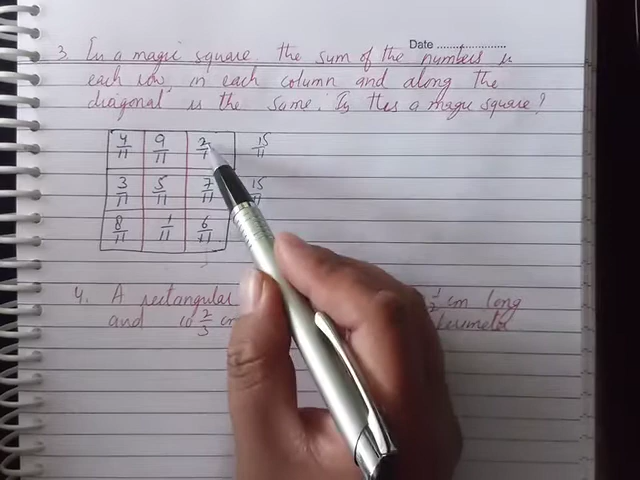 Date
3. In a magic square the sum of the numbers in
each row, in each column and along the
diagonal is the same. Is this a magic square?
4/11 9/11 2/11 15/11
3/11 5/11 7/11 15/11
8/11 1/11 6/11
4. A rectangular 1/2 cm long
and 10 2/3 cm